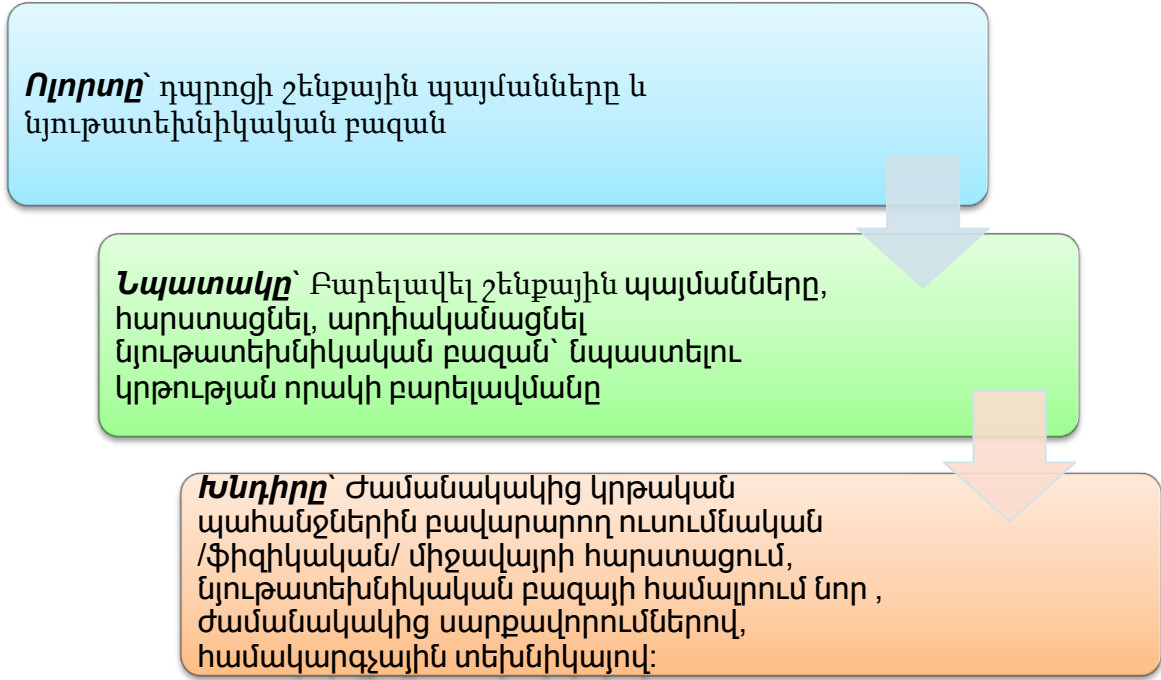 Ոլորտը՝ դպրոցի շենքային պայմանները և
նյութատեխնիկական բազան
Նպատակը՝ Բարելավել շենքային պայմանները,
հարստացնել, արդիականացնել
նյութատեխնիկական բազան՝ նպաստելու
կրթության որակի բարելավմանը
Խնդիրը՝ Ժամանակակից կրթական
պահանջներին բավարարող ուսումնական
/ֆիզիկական/ միջավայրի հարստացում,
նյութատեխնիկական բազայի համալրում նոր ,
ժամանակակից սարքավորումներով,
համակարգչային տեխնիկայով: